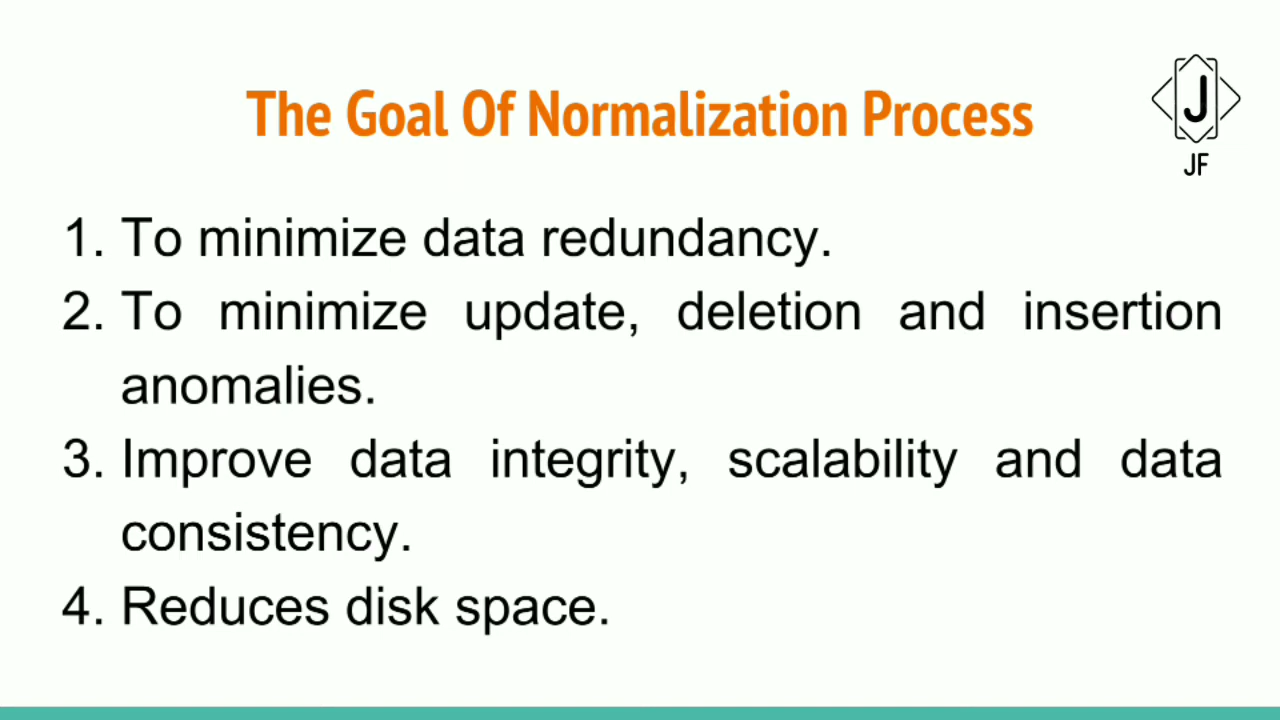 The Goal Of Normalization Process
J
JF
1. To minimize data redundancy.
2. To minimize update, deletion and insertion
anomalies.
3. Improve data integrity, scalability and data
consistency.
4. Reduces disk space.